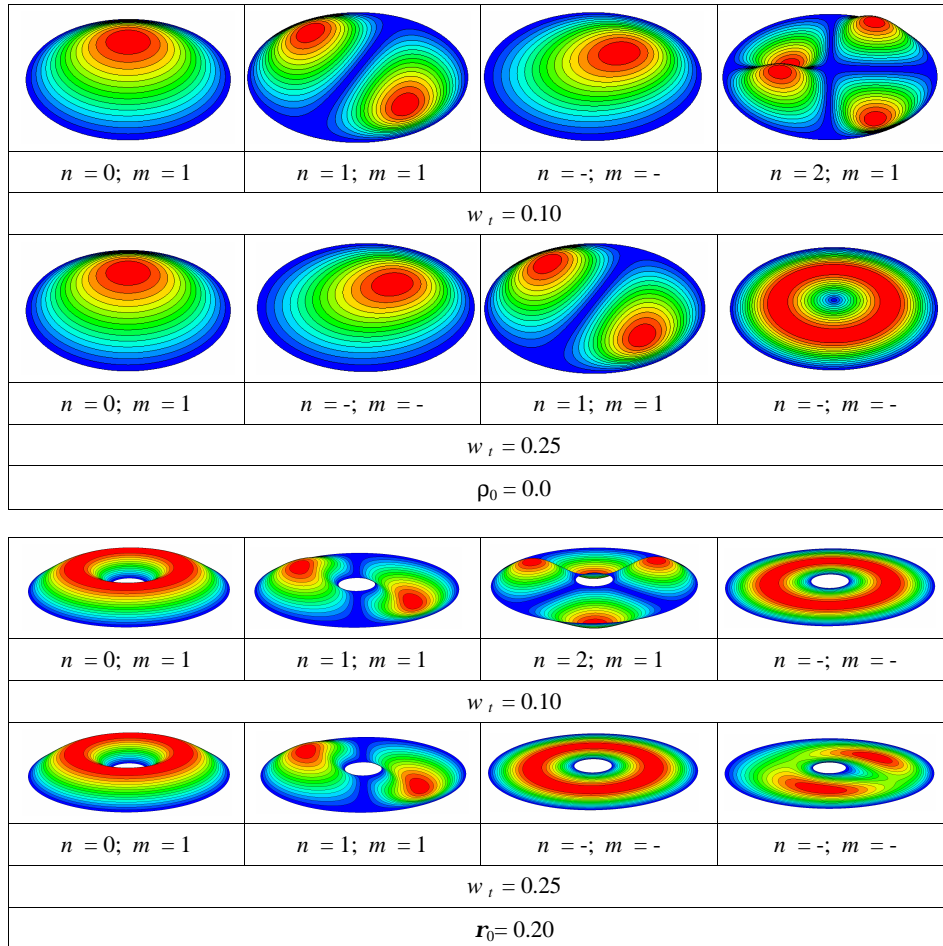 n = 0; m = 1 n = 1; m = 1 n = -; m = - n = 2; m = 1
w t = 0.10
n = 0; m = 1 n = -; m = - n = 1; m = 1 n = -; m = -
w t = 0.25
ρ0 = 0.0
n = 0; m = 1 n = 1; m = 1 n = 2; m = 1 n = -; m = -
w t = 0.10
n = 0; m = 1 n = 1; m = 1 n = -; m = - n = -; m = -
w t = 0.25
r0= 0.20